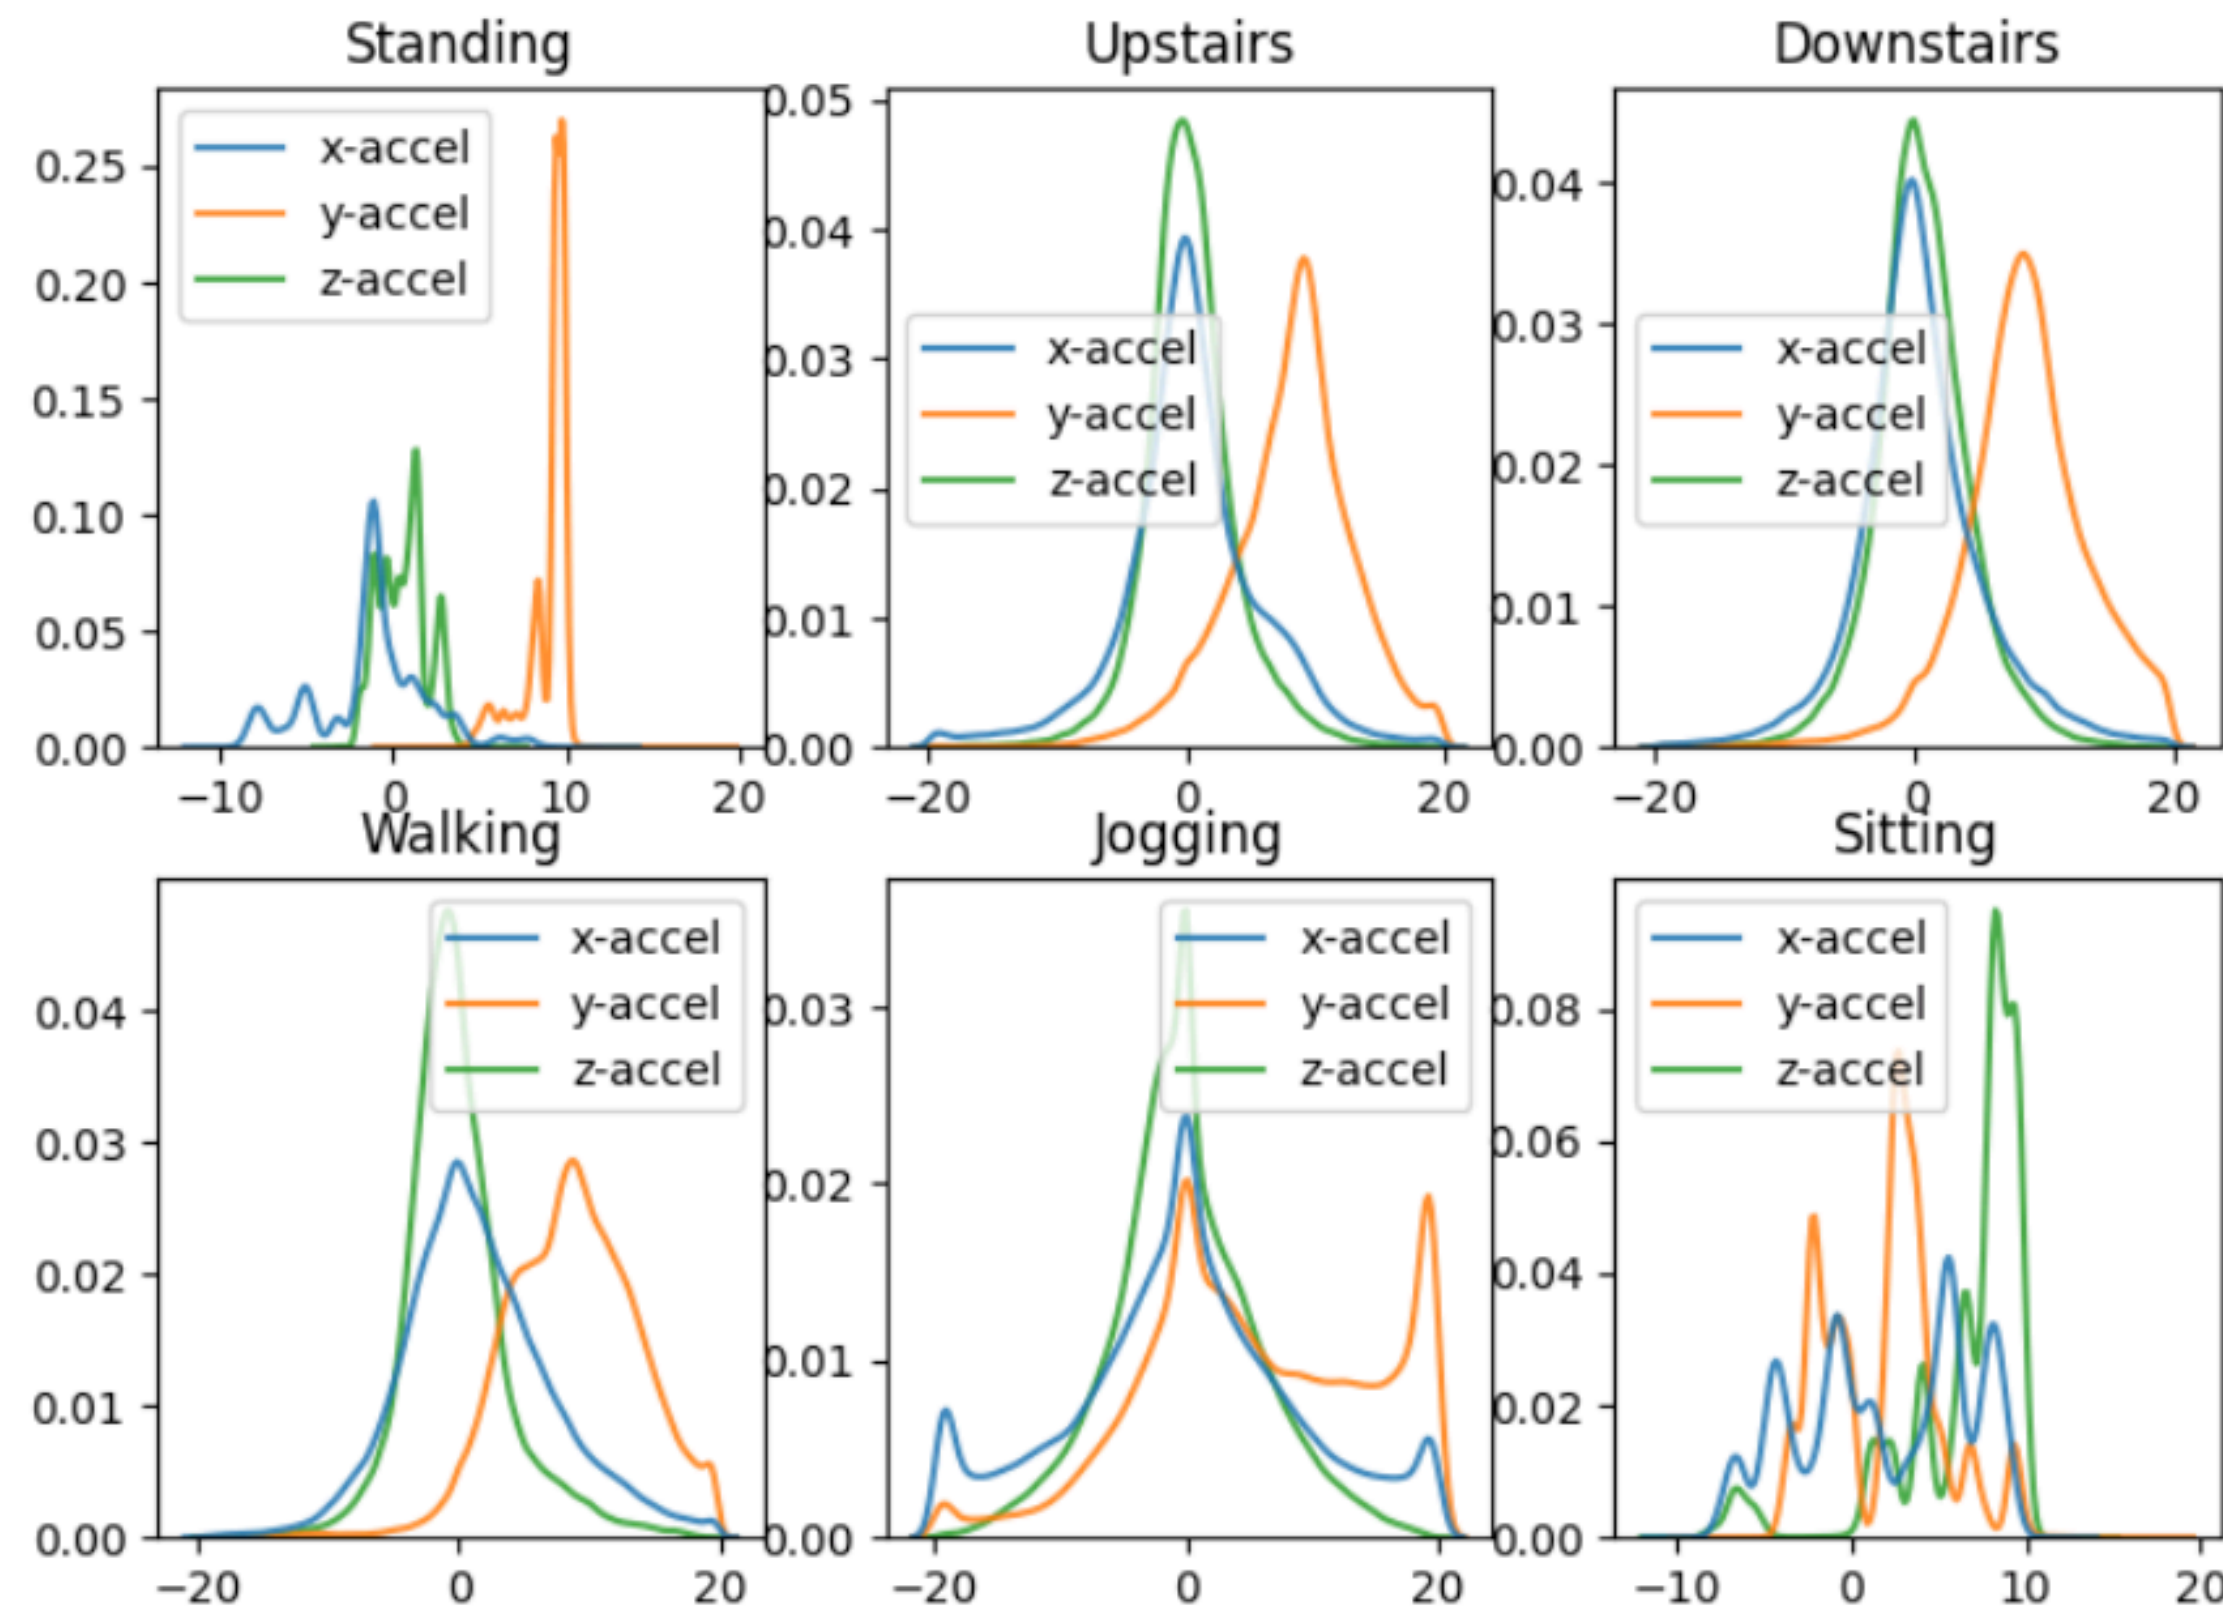 Standing
0.25
0.20
0.15
0.10
0.05
0.00
−10 0 10 20
x-accel
y-accel
z-accel
Upstairs
0.05
0.04
0.03
0.02
0.01
0.00
−20 0 20
x-accel
y-accel
z-accel
Downstairs
0.04
0.03
0.02
0.01
0.00
−20 0 20
x-accel
y-accel
z-accel
Walking
0.04
0.03
0.02
0.01
0.00
−20 0 20
x-accel
y-accel
z-accel
Jogging
0.03
0.02
0.01
0.00
−20 0 20
x-accel
y-accel
z-accel
Sitting
0.08
0.06
0.04
0.02
0.00
−10 0 10 20
x-accel
y-accel
z-accel